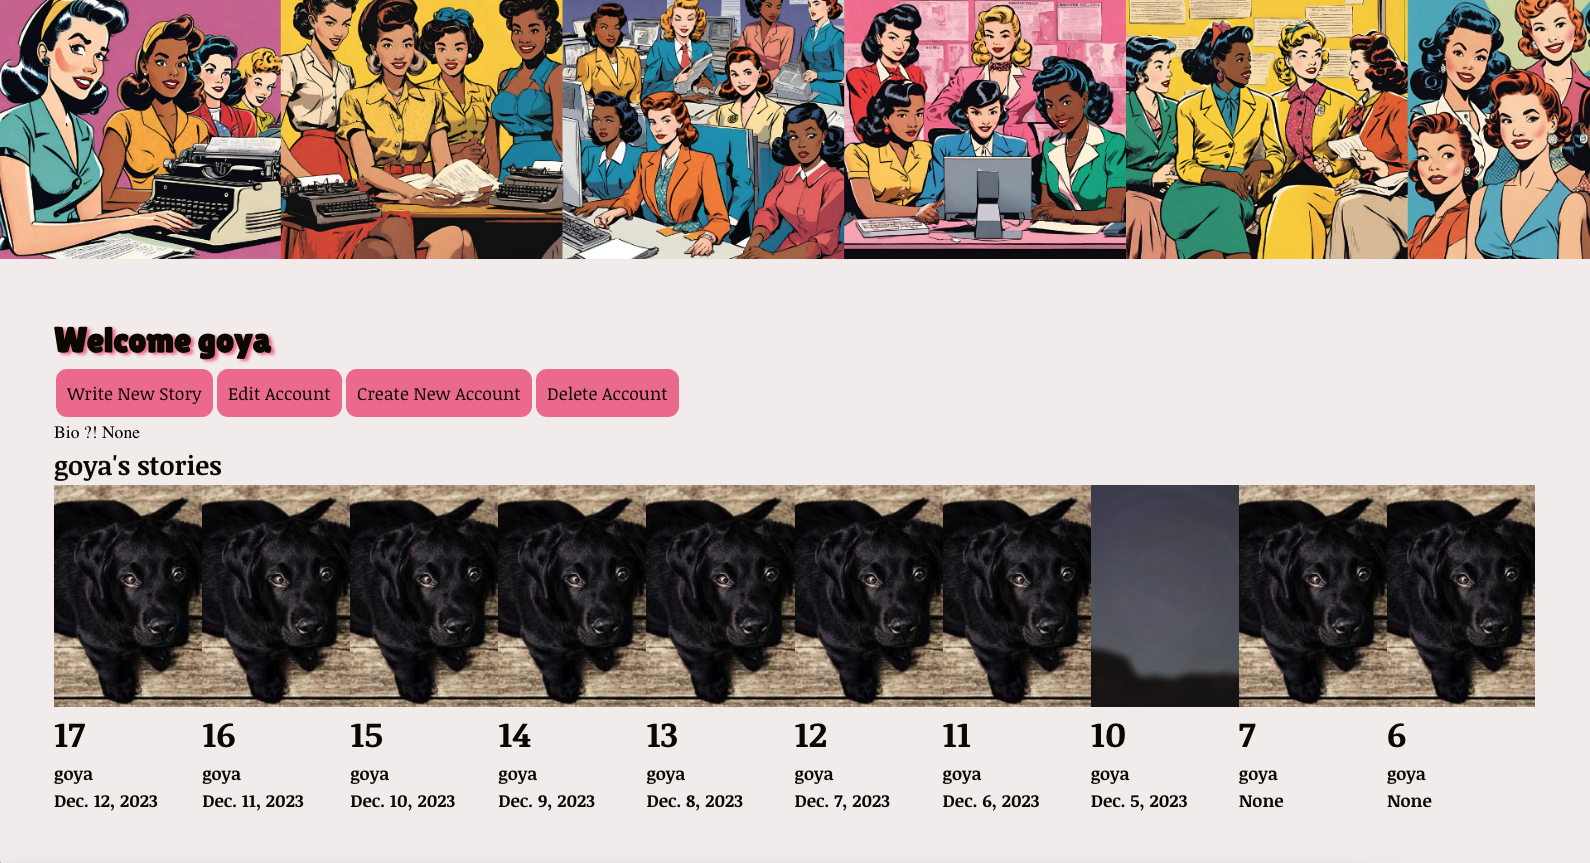 Welcome goya
Write New Story Edit Account Create New Account Delete Account
Bio ?! None
goya's stories
17 16 15 14 13 12 11 10 7 6
goya goya goya goya goya goya goya goya goya goya
Dec. 12, 2023 Dec. 11, 2023 Dec. 10, 2023 Dec. 9, 2023 Dec. 8, 2023 Dec. 7, 2023 Dec. 6, 2023 Dec. 5, 2023 None None